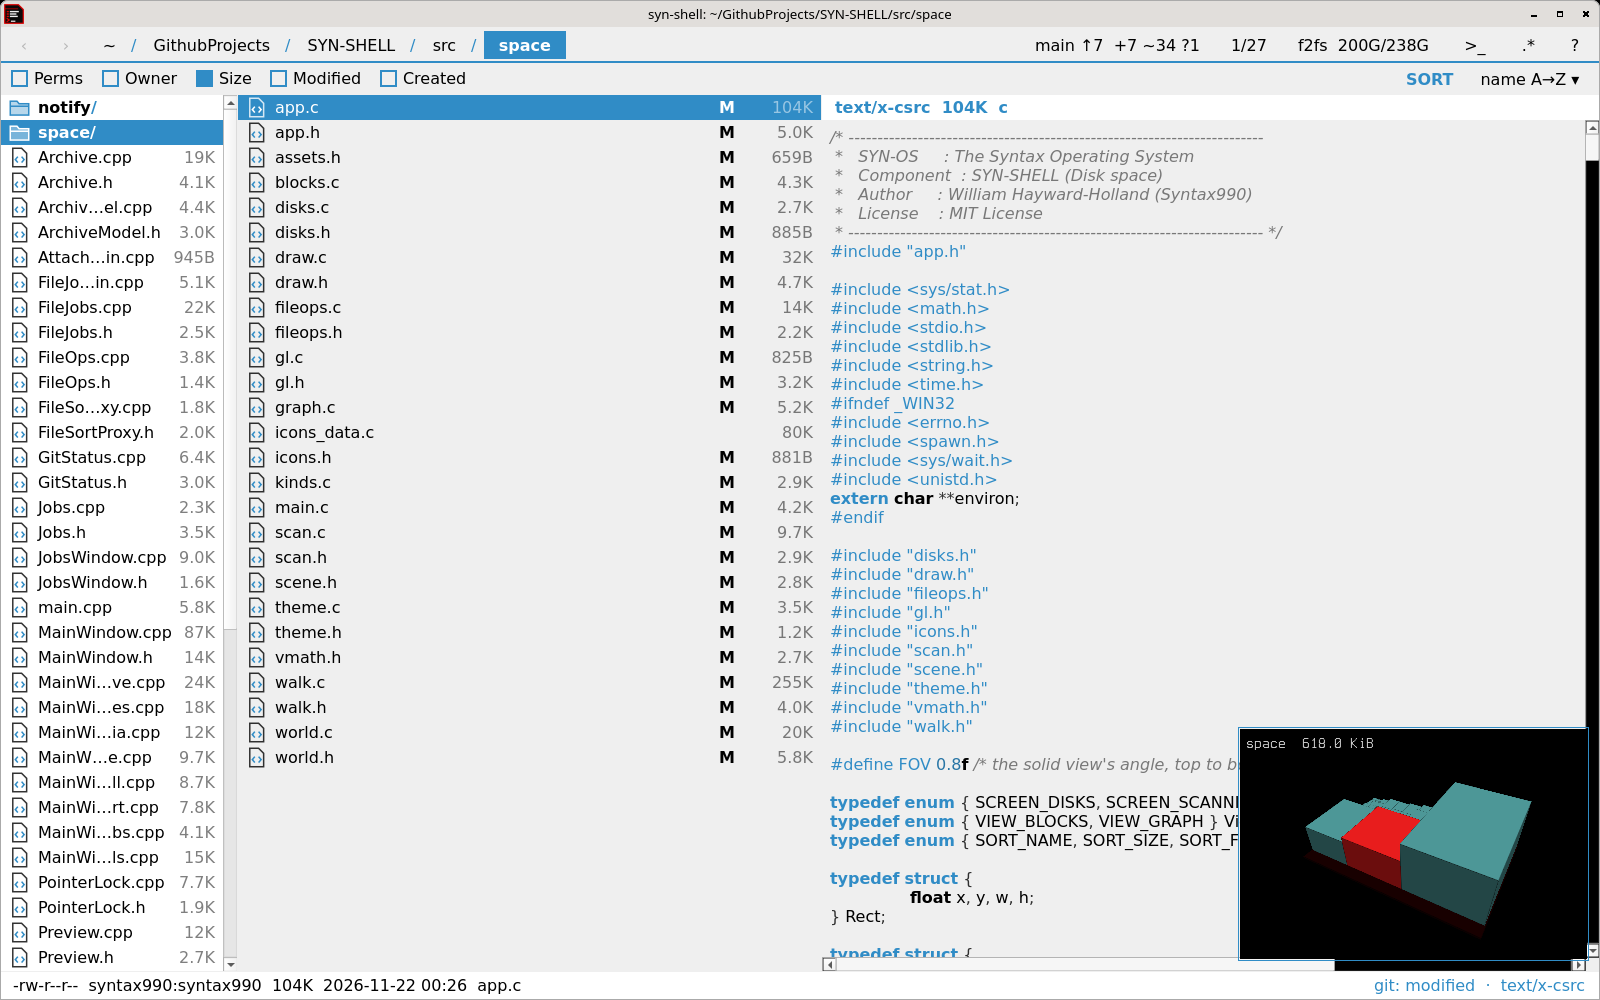 syn-shell: ~/GithubProjects/SYN-SHELL/src/space
‹ › ~ / GithubProjects / SYN-SHELL / src / space main ↑7 +7 ~34 ?1 1/27 f2fs 200G/238G >_ .* ?
Perms Owner Size Modified Created SORT name A→Z ▾
notify/
space/
Archive.cpp 19K
Archive.h 4.1K
Archiv…el.cpp 4.4K
ArchiveModel.h 3.0K
Attach…in.cpp 945B
FileJo…in.cpp 5.1K
FileJobs.cpp 22K
FileJobs.h 2.5K
FileOps.cpp 3.8K
FileOps.h 1.4K
FileSo…xy.cpp 1.8K
FileSortProxy.h 2.0K
GitStatus.cpp 6.4K
GitStatus.h 3.0K
Jobs.cpp 2.3K
Jobs.h 3.5K
JobsWindow.cpp 9.0K
JobsWindow.h 1.6K
main.cpp 5.8K
MainWindow.cpp 87K
MainWindow.h 14K
MainWi…ve.cpp 24K
MainWi…es.cpp 18K
MainWi…ia.cpp 12K
MainW…e.cpp 9.7K
MainWi…ll.cpp 8.7K
MainWi…rt.cpp 7.8K
MainWi…bs.cpp 4.1K
MainWi…ls.cpp 15K
PointerLock.cpp 7.7K
PointerLock.h 1.9K
Preview.cpp 12K
Preview.h 2.7K
app.c M 104K
app.h M 5.0K
assets.h M 659B
blocks.c M 4.3K
disks.c M 2.7K
disks.h M 885B
draw.c M 32K
draw.h M 4.7K
fileops.c M 14K
fileops.h M 2.2K
gl.c M 825B
gl.h M 3.2K
graph.c M 5.2K
icons_data.c 80K
icons.h M 881B
kinds.c M 2.9K
main.c M 4.2K
scan.c M 9.7K
scan.h M 2.9K
scene.h M 2.8K
theme.c M 3.5K
theme.h M 1.2K
vmath.h M 2.7K
walk.c M 255K
walk.h M 4.0K
world.c M 20K
world.h M 5.8K
text/x-csrc 104K c
/* ------------------------------------------------------------------------
* SYN-OS : The Syntax Operating System
* Component : SYN-SHELL (Disk space)
* Author : William Hayward-Holland (Syntax990)
* License : MIT License
* ------------------------------------------------------------------------ */
#include "app.h"
#include <sys/stat.h>
#include <math.h>
#include <stdio.h>
#include <stdlib.h>
#include <string.h>
#include <time.h>
#ifndef _WIN32
#include <errno.h>
#include <spawn.h>
#include <sys/wait.h>
#include <unistd.h>
extern char **environ;
#endif
#include "disks.h"
#include "draw.h"
#include "fileops.h"
#include "gl.h"
#include "icons.h"
#include "scan.h"
#include "scene.h"
#include "theme.h"
#include "vmath.h"
#include "walk.h"
#define FOV 0.8f /* the solid view's angle, top to b
typedef enum { SCREEN_DISKS, SCREEN_SCANNI
typedef enum { VIEW_BLOCKS, VIEW_GRAPH } Vi
typedef enum { SORT_NAME, SORT_SIZE, SORT_F
typedef struct {
float x, y, w, h;
} Rect;
typedef struct {
space 618.0 KiB
-rw-r--r-- syntax990:syntax990 104K 2026-11-22 00:26 app.c git: modified · text/x-csrc